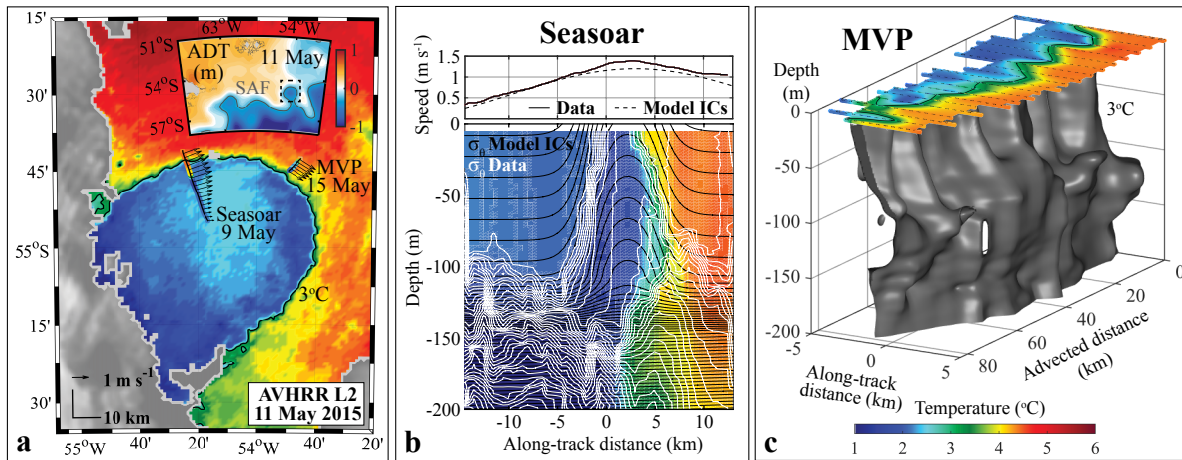 15'
30'
45'
55°S
15'
30'
55°W
40'
20'
54°W
40'
20'
63°W
54°W
51°S
54°S
57°S
ADT
(m)
11 May
SAF
1
0
-1
MVP
15 May
Seasoar
9 May
3°C
1 m s⁻¹
10 km
AVHRR L2
11 May 2015
a
Seasoar
Speed (m s⁻¹)
1.5
1.0
0.5
Data
Model ICs
σθ Model ICs
σθ Data
Depth (m)
0
-50
-100
-150
-200
-10
-5
0
5
10
Along-track distance (km)
b
MVP
Depth
(m)
0
-50
-100
-150
-200
3°C
-5
0
5
80
60
40
20
0
Along-track
distance (km)
Advected distance
(km)
Temperature (°C)
1
2
3
4
5
6
c